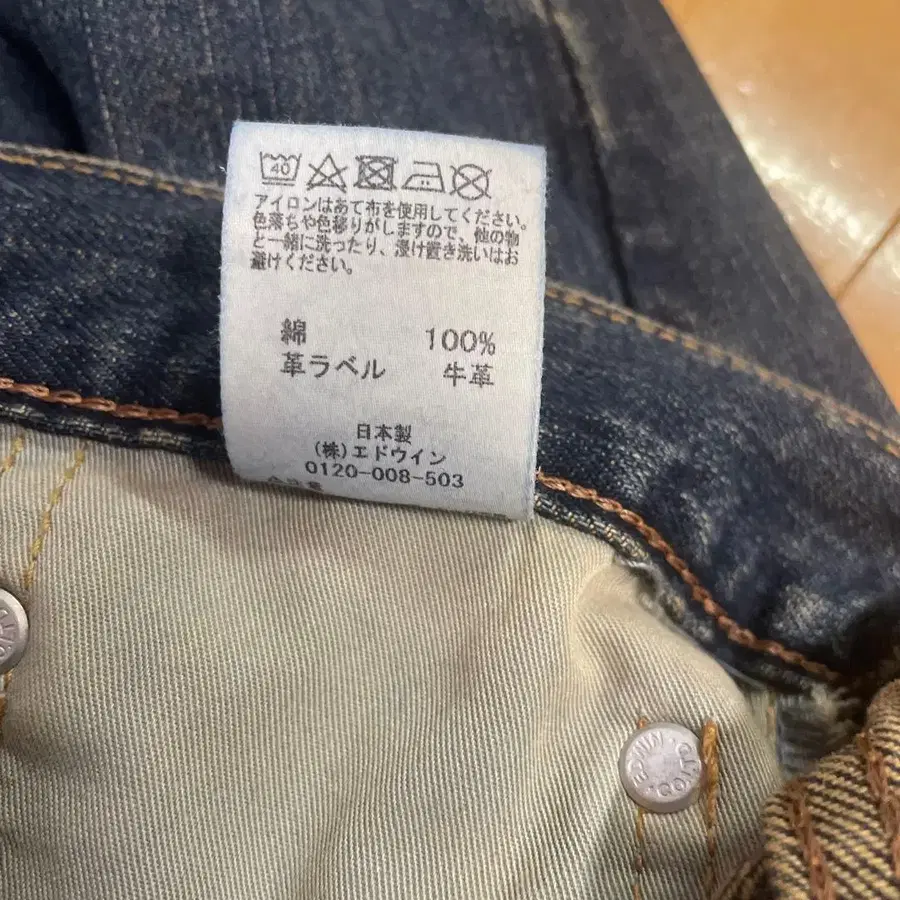 40
アイロンはあて布を使用してください。
色落ちや色移りがしますので、他の物
と一緒に洗ったり、浸け置き洗いはお
避けください。
綿 100%
革ラベル 牛革
日本製
(株)エドウイン
0120-008-503